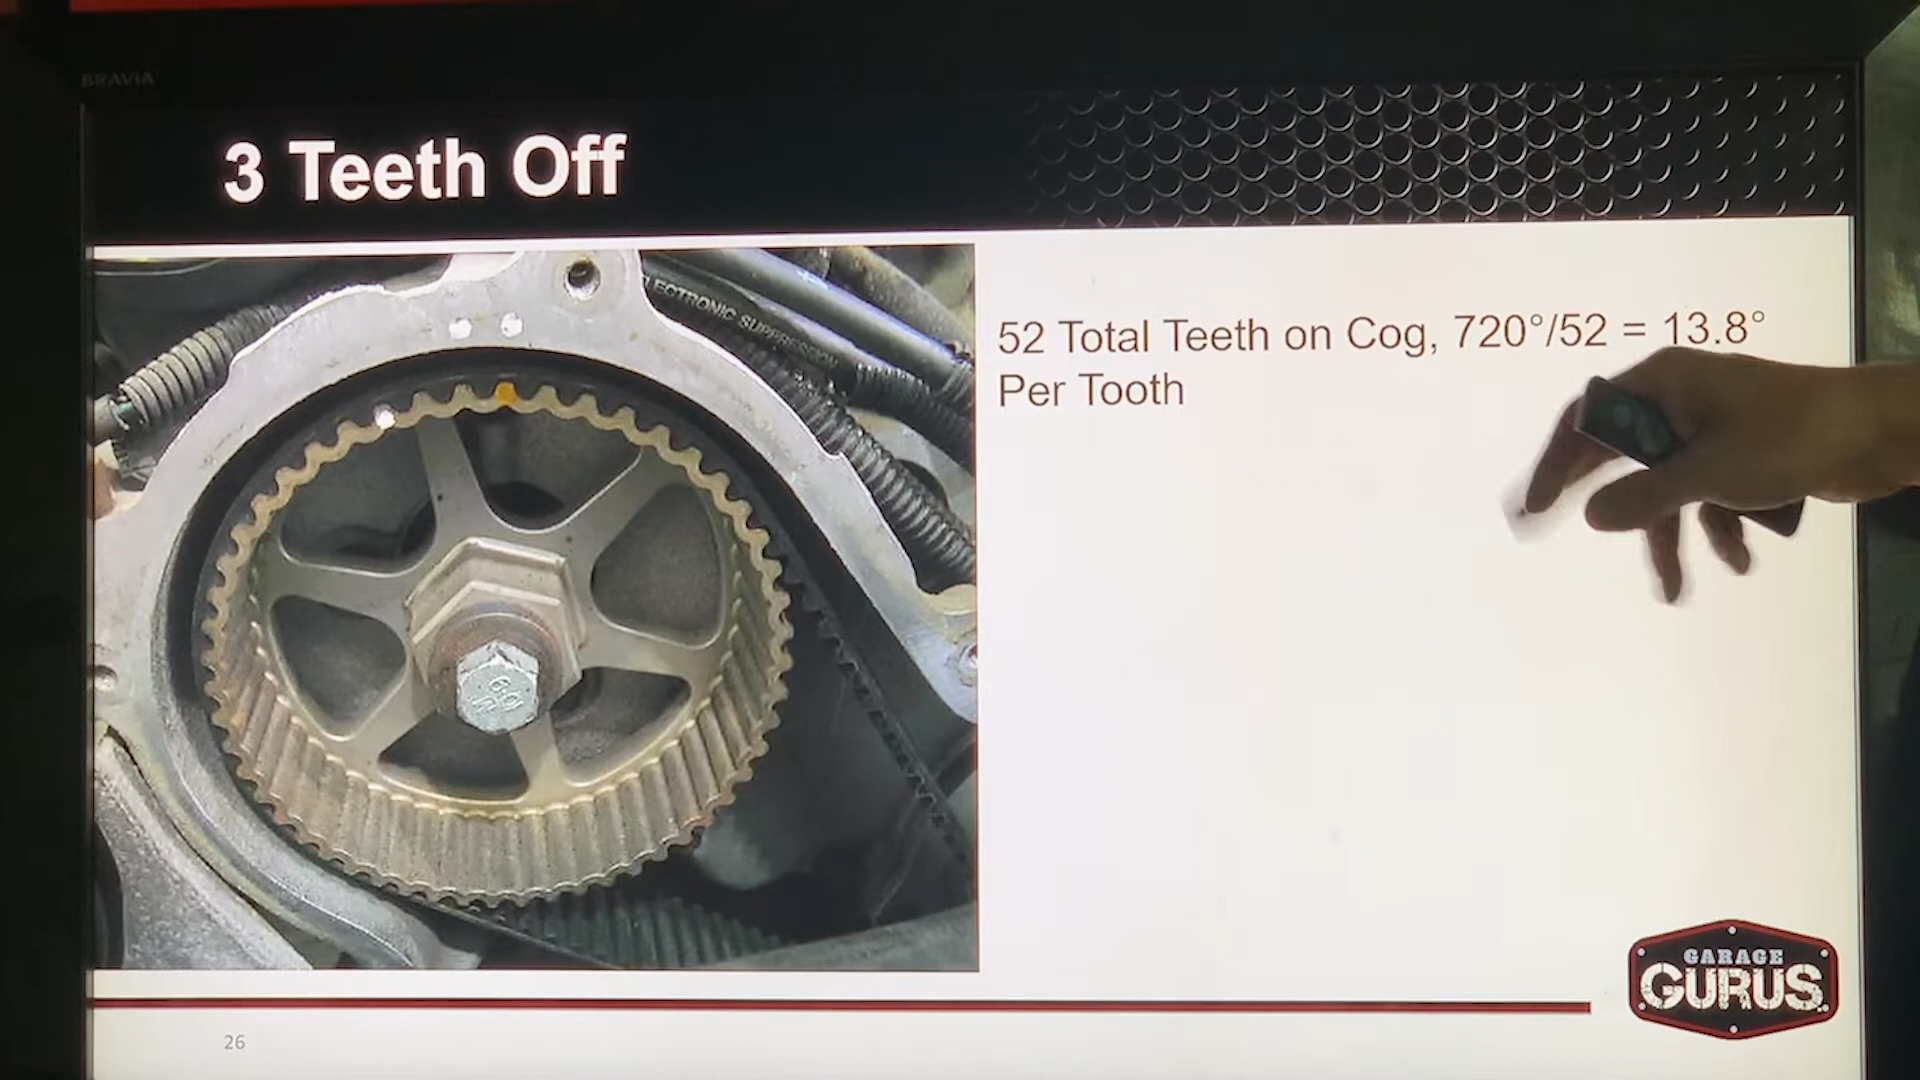 BRAVIA
3 Teeth Off
ELECTRONIC SUPPRESSION
52 Total Teeth on Cog, 720°/52 = 13.8°
Per Tooth
GARAGE
GURUS
26